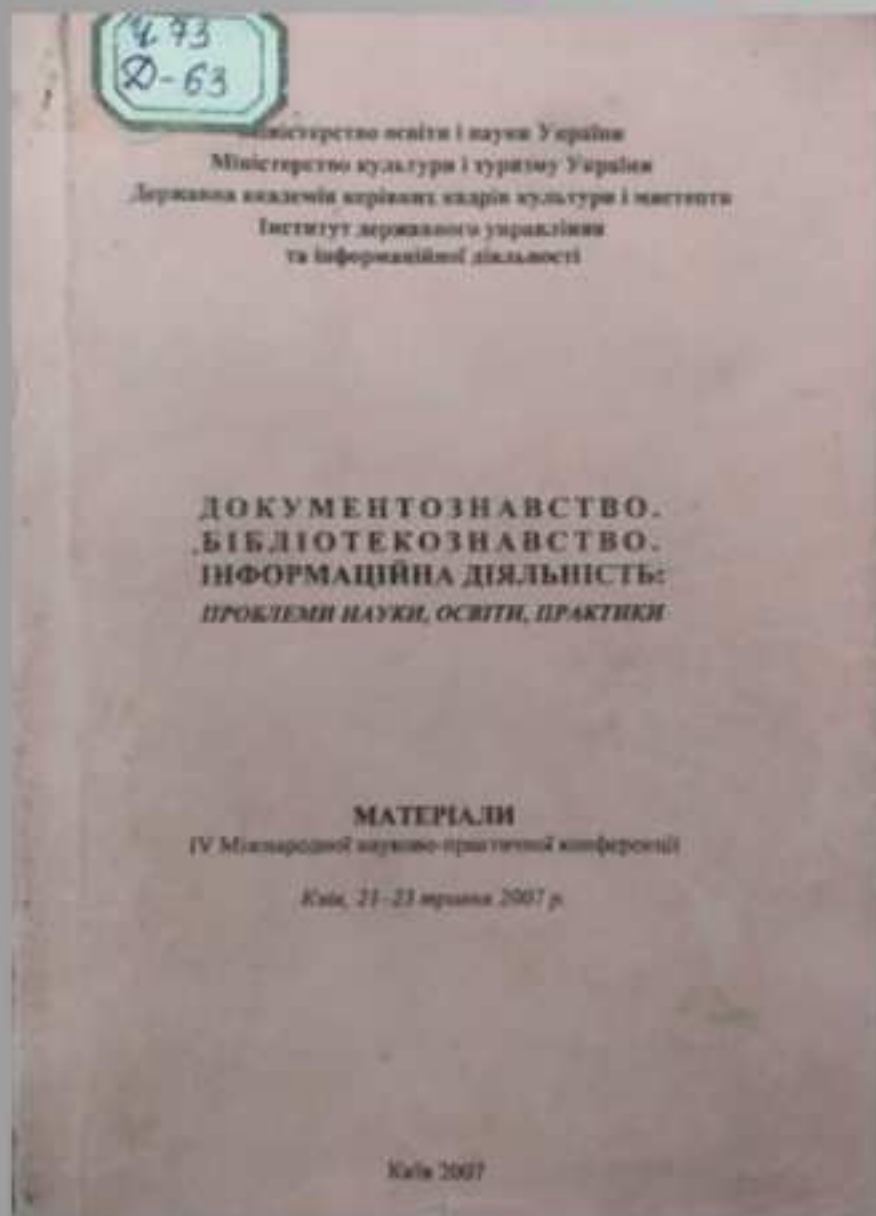 Ч 73
Д-63
Міністерство освіти і науки України
Міністерство культури і туризму України
Державна академія керівних кадрів культури і мистецтв
Інститут державного управління
та інформаційної діяльності
ДОКУМЕНТОЗНАВСТВО.
БІБЛІОТЕКОЗНАВСТВО.
ІНФОРМАЦІЙНА ДІЯЛЬНІСТЬ:
ПРОБЛЕМИ НАУКИ, ОСВІТИ, ПРАКТИКИ
МАТЕРІАЛИ
IV Міжнародної науково-практичної конференції
Київ, 21–23 травня 2007 р.
Київ 2007